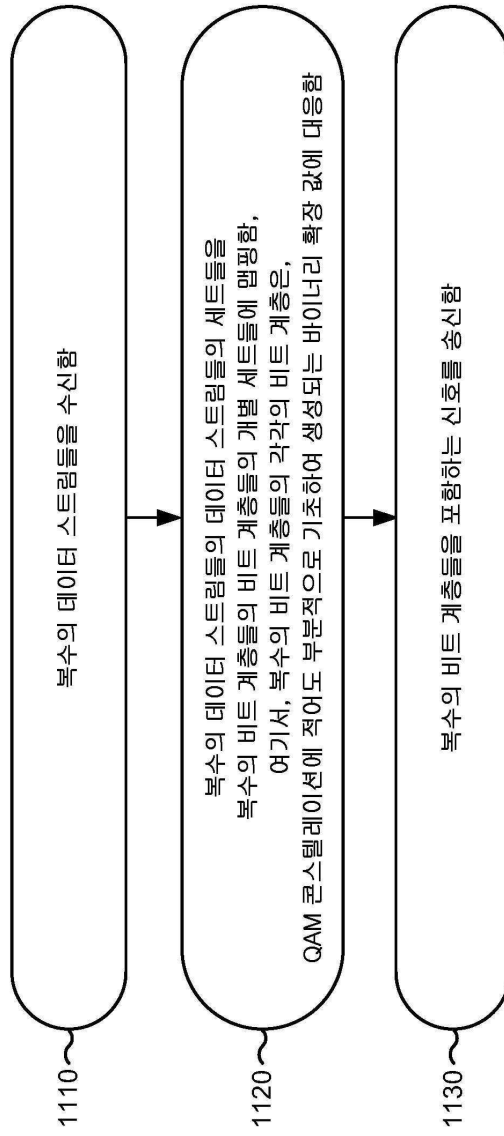 1110
복수의 데이터 스트림들을 수신함
1120
복수의 데이터 스트림들의 데이터 스트림들의 세트들을
복수의 비트 계층들의 비트 계층들의 개별 세트들에 맵핑함,
여기서, 복수의 비트 계층들의 각각의 비트 계층은,
QAM 콘스텔레이션에 적어도 부분적으로 기초하여 생성되는 바이너리 확장 값에 대응함
1130
복수의 비트 계층들을 포함하는 신호를 송신함